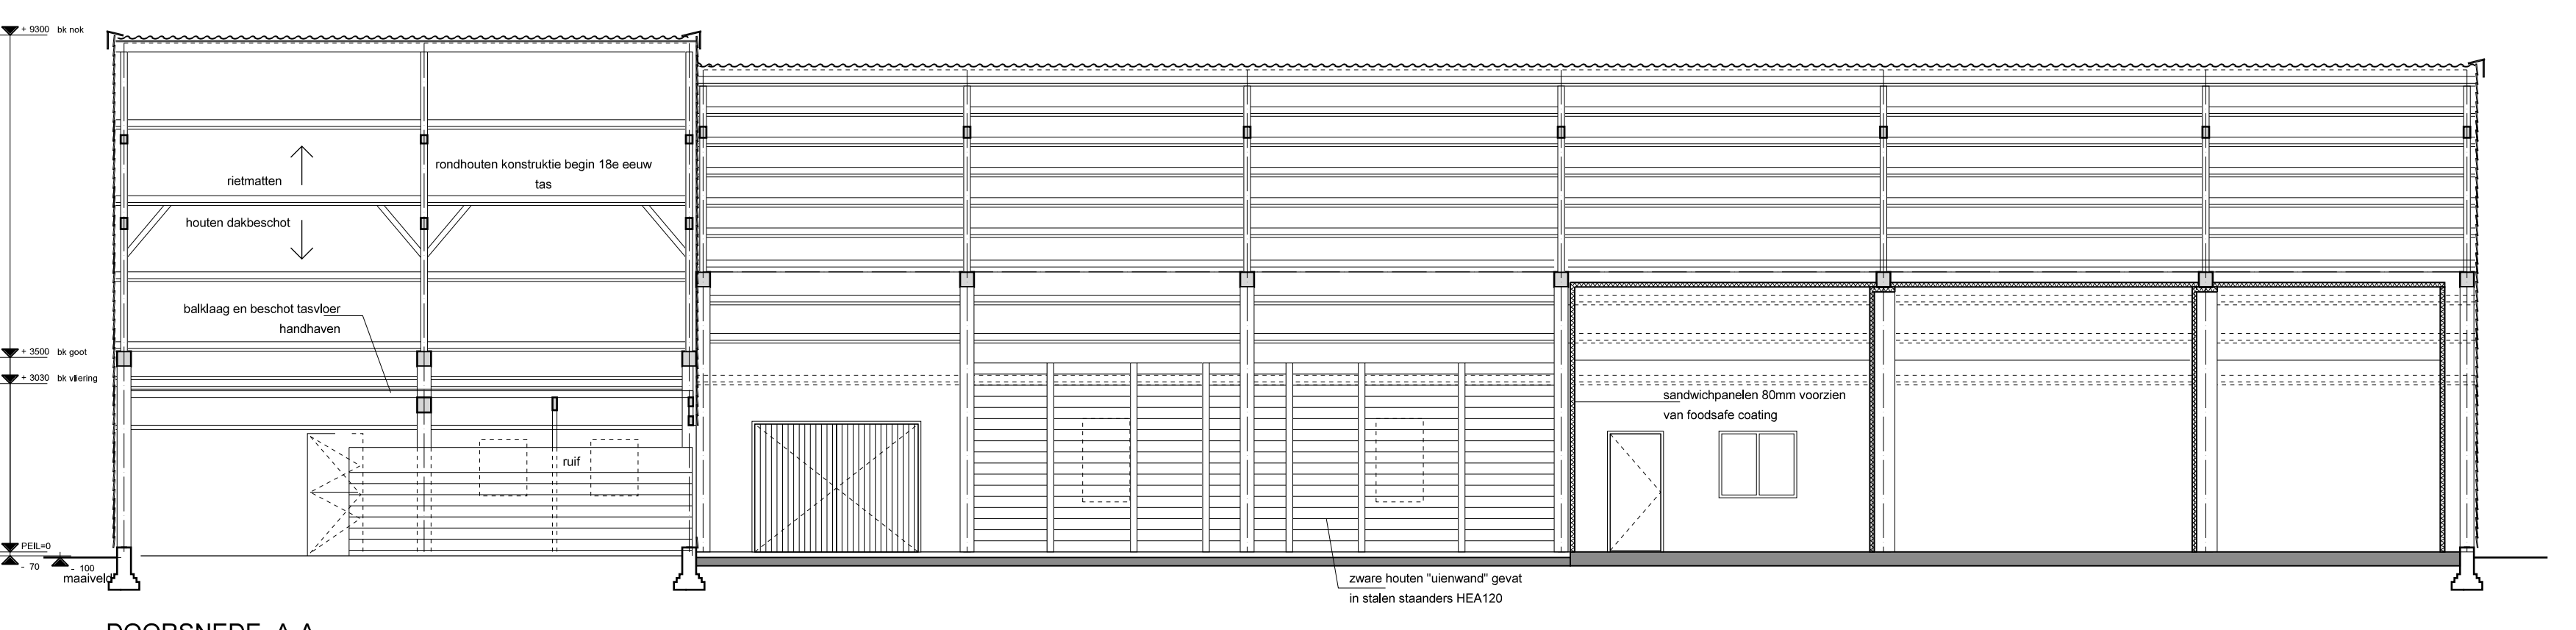 + 9300 bk nok
rondhouten konstruktie begin 18e eeuw
tas
rietmatten
houten dakbeschot
balklaag en beschot tasvloer
handhaven
+ 3500 bk goot
+ 3030 bk vliering
sandwichpanelen 80mm voorzien
van foodsafe coating
ruif
PEIL=0
- 70
- 100
maaiveld
zware houten "uienwand" gevat
in stalen staanders HEA120
DOORSNEDE A-A